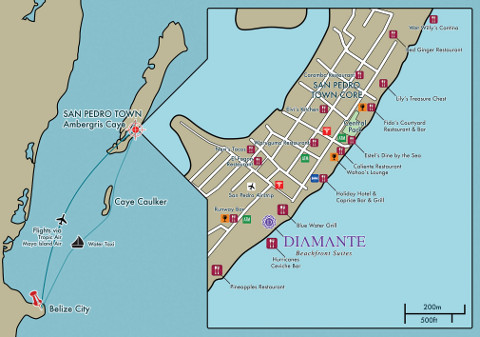 SAN PEDRO TOWN
Ambergris Caye
Caye Caulker
Flights via
Tropic Air
Maya Island Air
Water Taxi
Belize City
Wet Willy's Cantina
Red Ginger Restaurant
Caramba Restaurant
SAN PEDRO
TOWN CORE
Lily's Treasure Chest
Elvi's Kitchen
Central
Park
Fido's Courtyard
Restaurant & Bar
Waruguma Restaurant
Estel's Dine by the Sea
El Fogon
Restaurant
Caliente Restaurant
Wahoo's Lounge
San Pedro Airstrip
Holiday Hotel &
Caprice Bar & Grill
Runway Bar
Blue Water Grill
DIAMANTE
Beachfront Suites
Hurricanes
Ceviche Bar
Pineapples Restaurant
200m
500ft